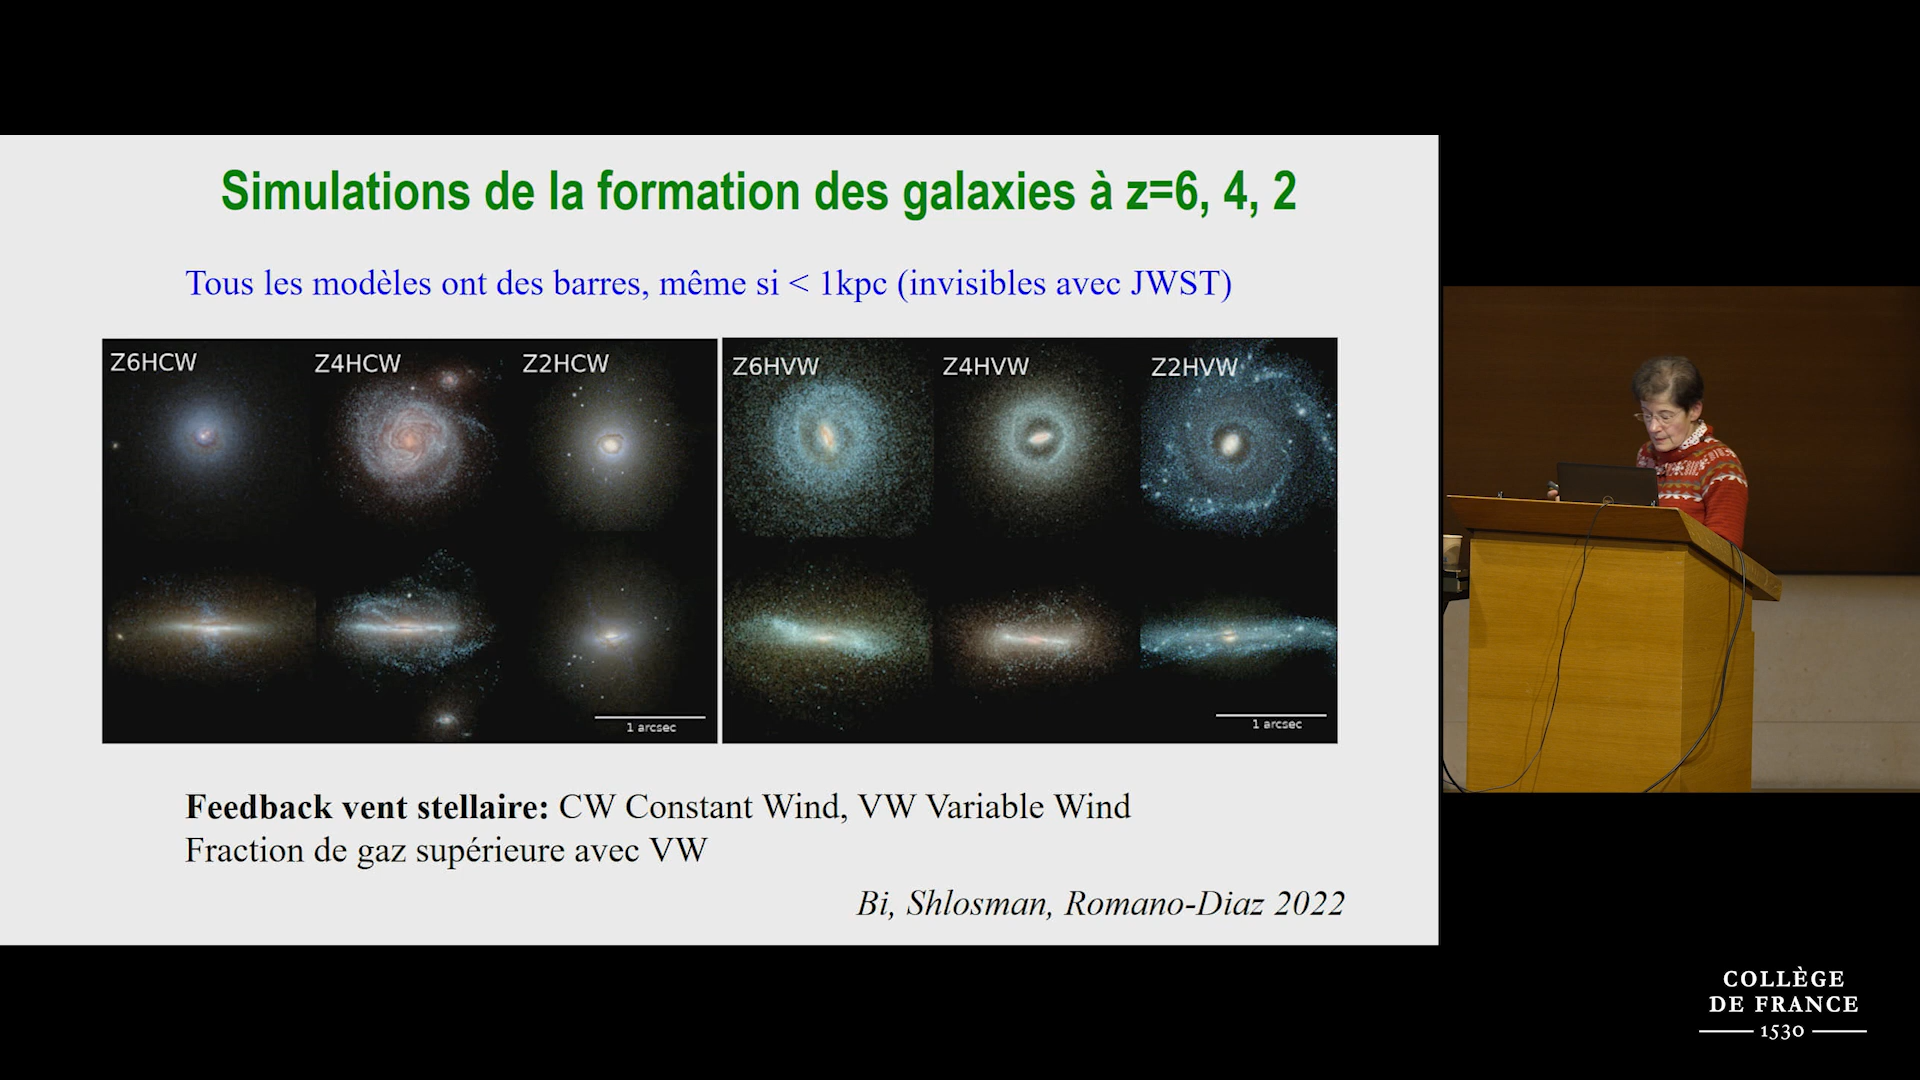 Simulations de la formation des galaxies à z=6, 4, 2
Tous les modèles ont des barres, même si < 1kpc (invisibles avec JWST)
Z6HCW
Z4HCW
Z2HCW
1 arcsec
Z6HVW
Z4HVW
Z2HVW
1 arcsec
Feedback vent stellaire: CW Constant Wind, VW Variable Wind
Fraction de gaz supérieure avec VW
Bi, Shlosman, Romano-Diaz 2022
COLLÈGE
DE FRANCE
1530